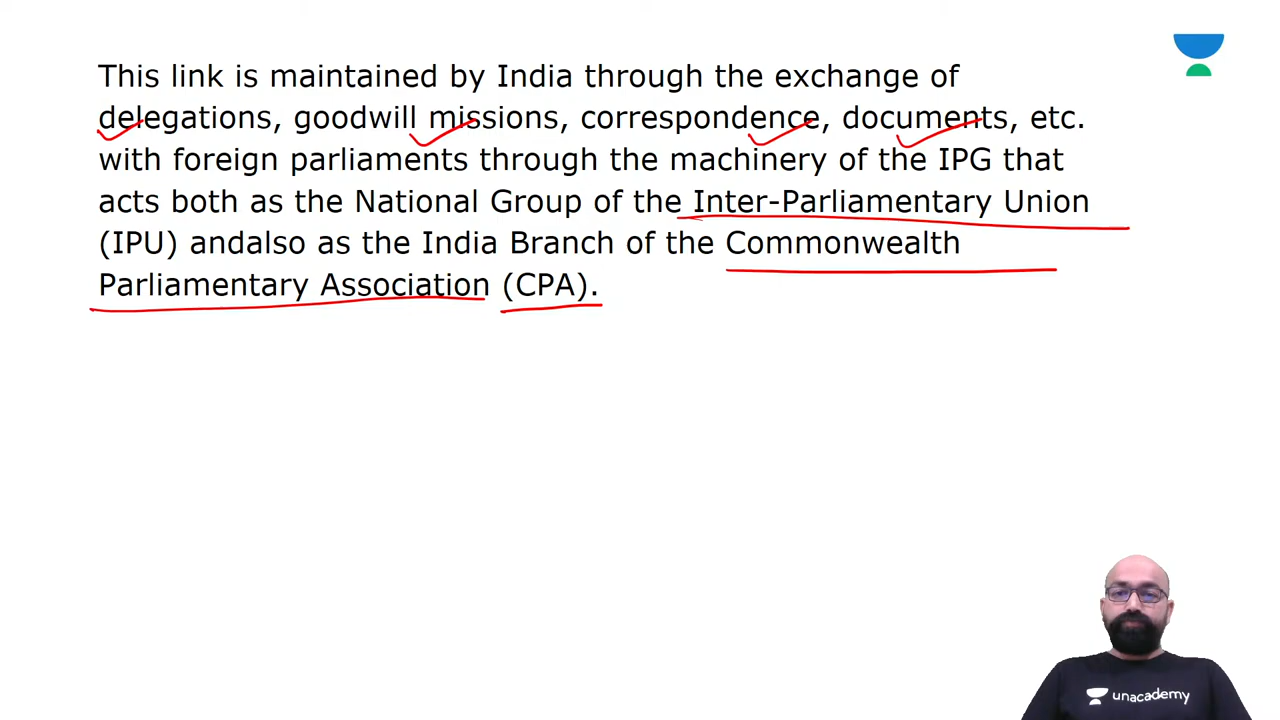 This link is maintained by India through the exchange of
delegations, goodwill missions, correspondence, documents, etc.
with foreign parliaments through the machinery of the IPG that
acts both as the National Group of the Inter-Parliamentary Union
(IPU) andalso as the India Branch of the Commonwealth
Parliamentary Association (CPA).
unacademy